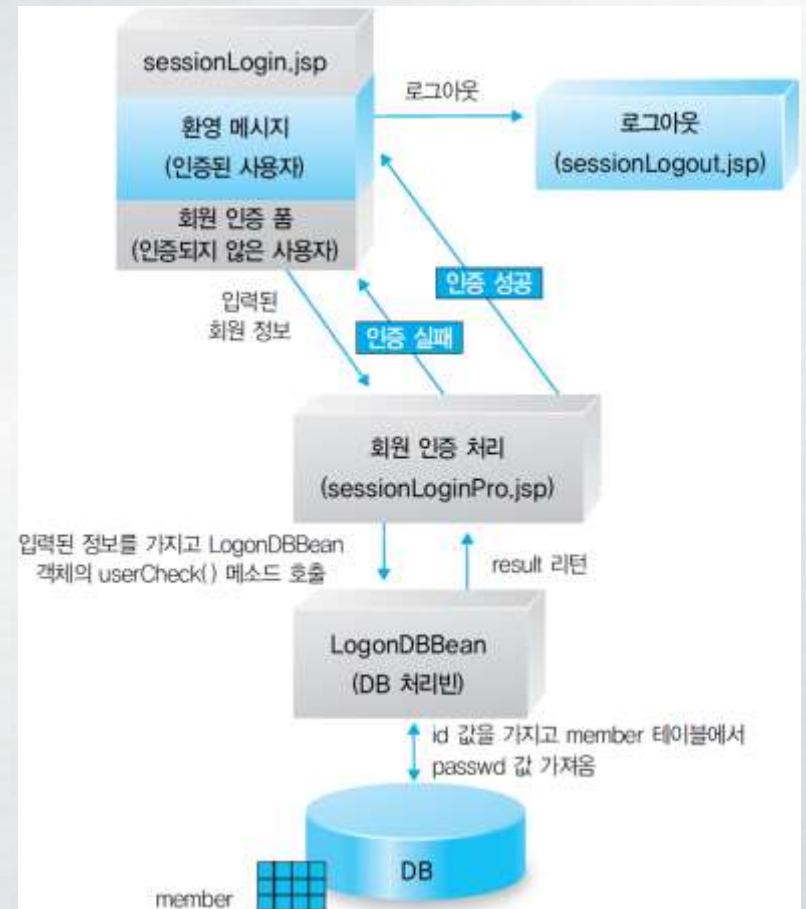 sessionLogin.jsp
환영 메시지
(인증된 사용자)
회원 인증 폼
(인증되지 않은 사용자)
로그아웃
로그아웃
(sessionLogout.jsp)
인증 성공
입력된
회원 정보
인증 실패
회원 인증 처리
(sessionLoginPro.jsp)
입력된 정보를 가지고 LogonDBBean
객체의 userCheck( ) 메소드 호출
result 리턴
LogonDBBean
(DB 처리빈)
id 값을 가지고 member 테이블에서
passwd 값 가져옴
DB
member